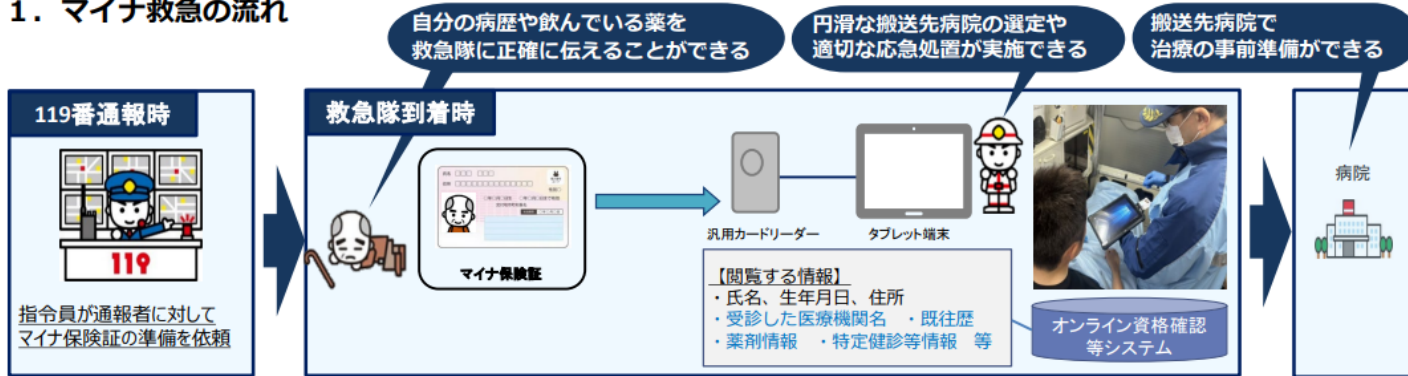 1. マイナ救急の流れ
自分の病歴や飲んでいる薬を
救急隊に正確に伝えることができる
円滑な搬送先病院の選定や
適切な応急処置が実施できる
搬送先病院で
治療の事前準備ができる
119番通報時
119
指令員が通報者に対して
マイナ保険証の準備を依頼
救急隊到着時
マイナ保険証
汎用カードリーダー
タブレット端末
【閲覧する情報】
・氏名、生年月日、住所
・受診した医療機関名 ・既往歴
・薬剤情報 ・特定健診等情報 等
オンライン資格確認
等システム
病院